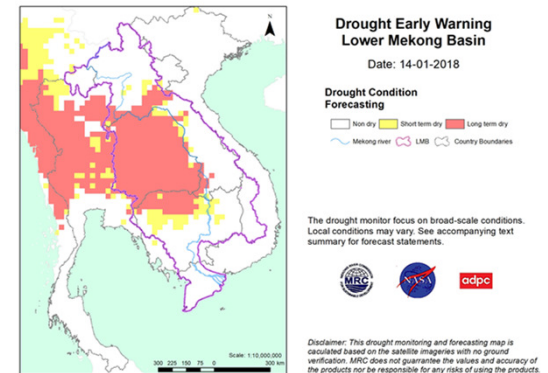 N
Drought Early Warning
Lower Mekong Basin
Date: 14-01-2018
Drought Condition
Forecasting
Non dry Short term dry Long term dry
Mekong river LMB Country Boundaries
The drought monitor focus on broad-scale conditions.
Local conditions may vary. See accompanying text
summary for forecast statements.
MRC NASA adpc
Scale: 1:10,000,000
300 225 150 75 0 300 km
Disclaimer: This drought monitoring and forecasting map is
caculated based on the satellite imageries with no ground
verification. MRC does not guarrantee the values and accuracy of
the products nor be responsible for any risks of using the products.